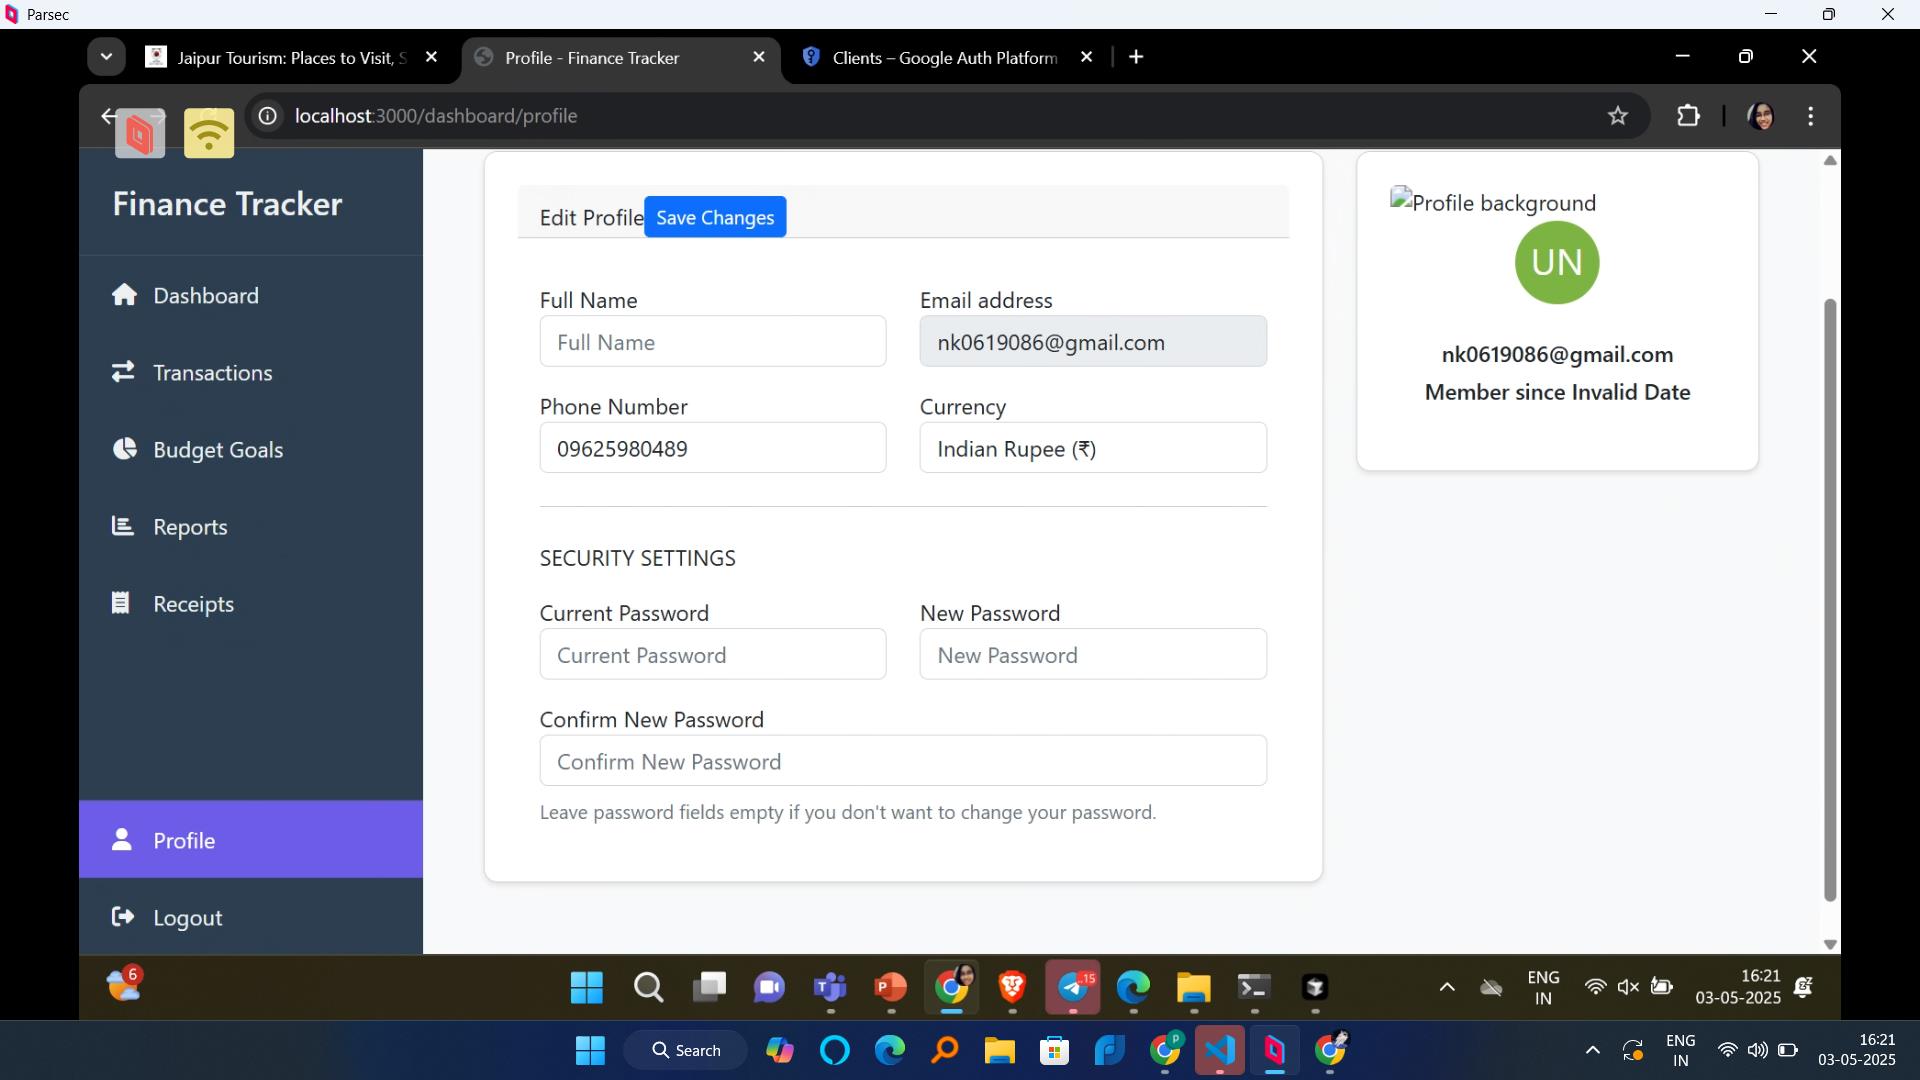 Parsec
Jaipur Tourism: Places to Visit, S
Profile - Finance Tracker
Clients – Google Auth Platform
localhost:3000/dashboard/profile
Finance Tracker
Dashboard
Transactions
Budget Goals
Reports
Receipts
Profile
Logout
Edit Profile
Save Changes
Full Name
Full Name
Email address
nk0619086@gmail.com
Phone Number
09625980489
Currency
Indian Rupee (₹)
SECURITY SETTINGS
Current Password
Current Password
New Password
New Password
Confirm New Password
Confirm New Password
Leave password fields empty if you don't want to change your password.
Profile background
UN
nk0619086@gmail.com
Member since Invalid Date
6
P
15
ENG
IN
16:21
03-05-2025
Search
P
ENG
IN
16:21
03-05-2025